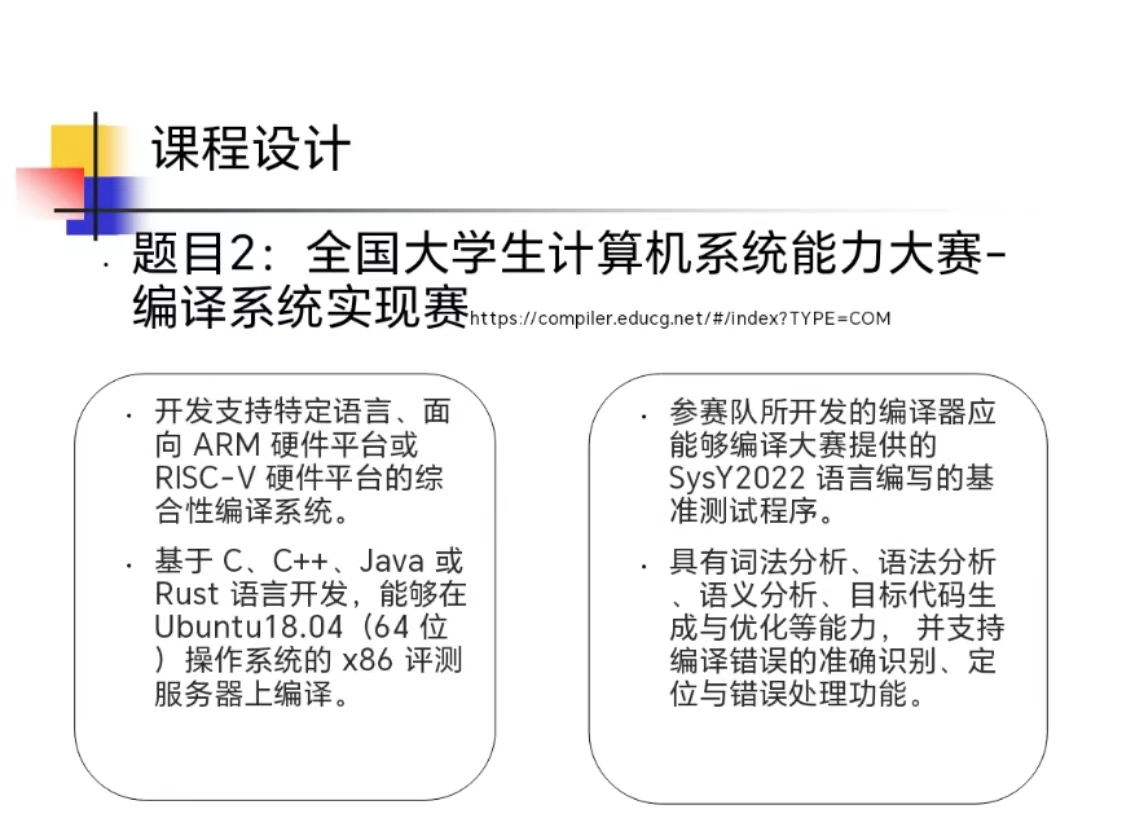 课程设计
题目2：全国大学生计算机系统能力大赛-
编译系统实现赛https://compiler.educg.net/#/index?TYPE=COM
开发支持特定语言、面
向 ARM 硬件平台或
RISC-V 硬件平台的综
合性编译系统。
基于 C、C++、Java 或
Rust 语言开发，能够在
Ubuntu18.04（64 位
）操作系统的 x86 评测
服务器上编译。
参赛队所开发的编译器应
能够编译大赛提供的
SysY2022 语言编写的基
准测试程序。
具有词法分析、语法分析
、语义分析、目标代码生
成与优化等能力， 并支持
编译错误的准确识别、定
位与错误处理功能。